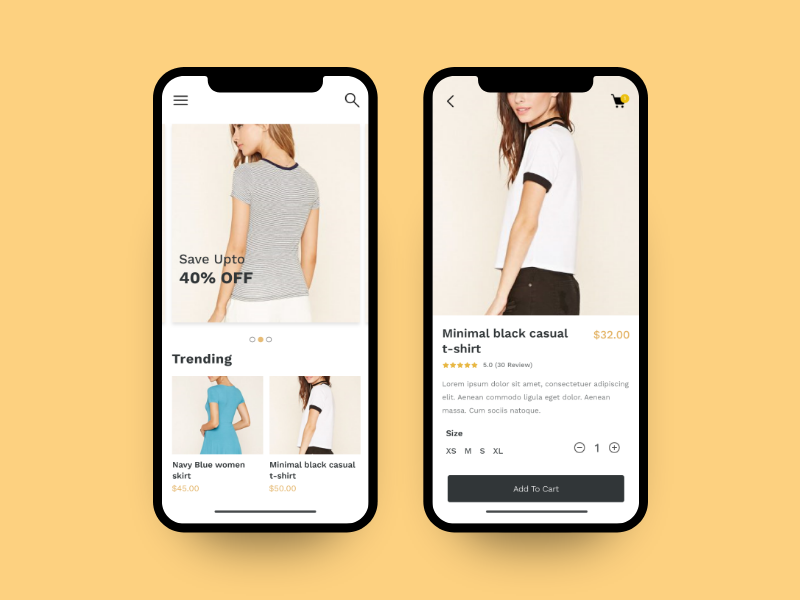 Save Upto
40% OFF
Trending
Navy Blue women
skirt
$45.00
Minimal black casual
t-shirt
$50.00
Minimal black casual
t-shirt
$32.00
5.0 (30 Review)
Lorem ipsum dolor sit amet, consectetuer adipiscing
elit. Aenean commodo ligula eget dolor. Aenean
massa. Cum sociis natoque.
Size
XS M S XL
1
Add To Cart